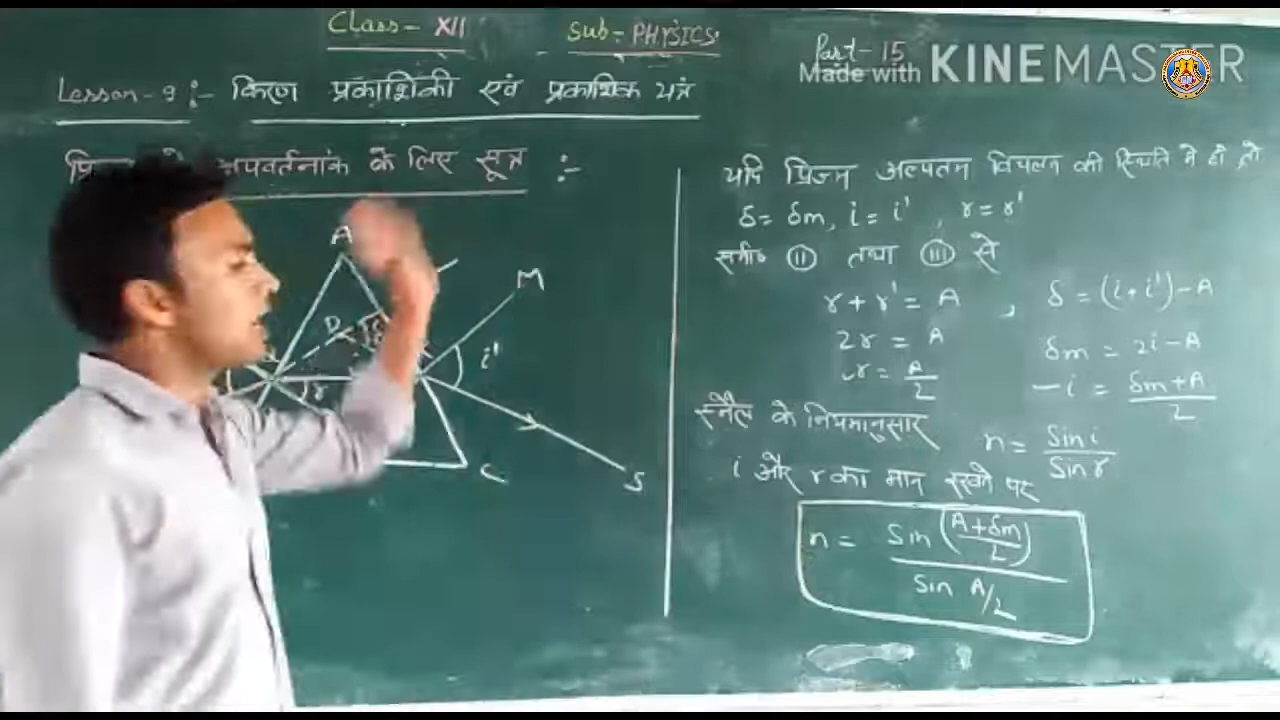 Class- XII
Sub:- PHYSICS:
Part- 15
Made with KINEMASTER
Lesson-9:- किरण प्रकाशिकी एवं प्रकाशिक यंत्र
अपवर्तनांक के लिए सूत्र :-
A
M
D
i'
r
C
S
यदि प्रिज्म अल्पतम विचलन की स्थिति में हो तो
δ= δm, i= i' , r=r'
समी० (II) तथा (III) से
r+r'= A , δ=(i+i')-A
2r = A
δm = 2i-A
r= A/2
i = δm+A/2
स्नैल के नियमानुसार
n= Sin i/Sin r
i और r का मान रखने पर
n = Sin (A+δm/2)/Sin A/2